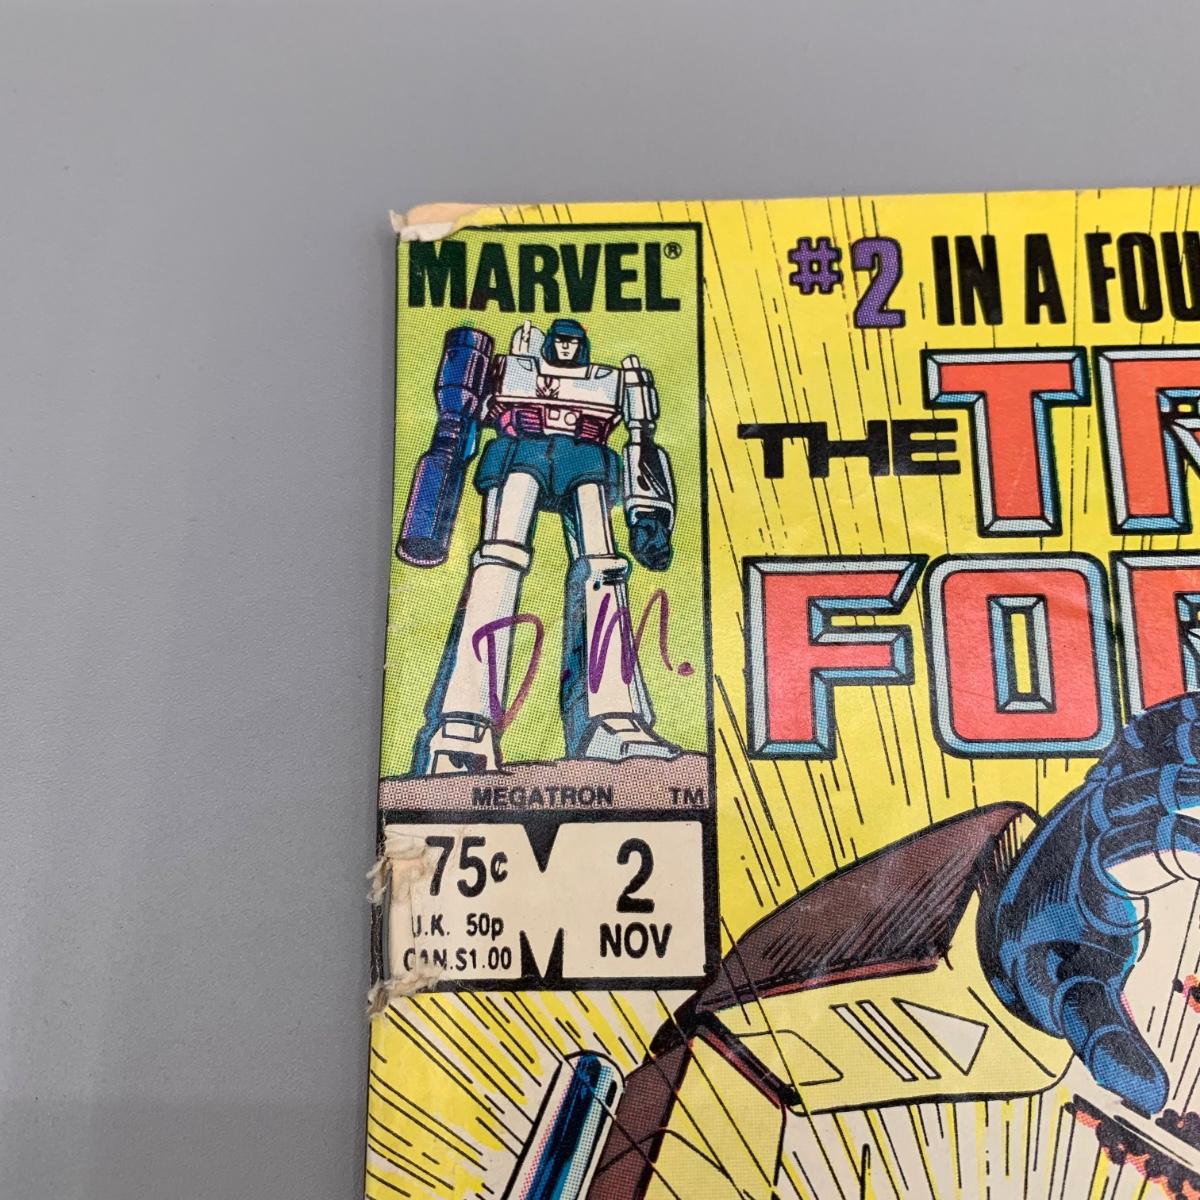 MARVEL®
#2 IN A FOU
THE TR
FOR
D.M.
MEGATRON TM
75¢ 2
U.K. 50p NOV
CAN.$1.00